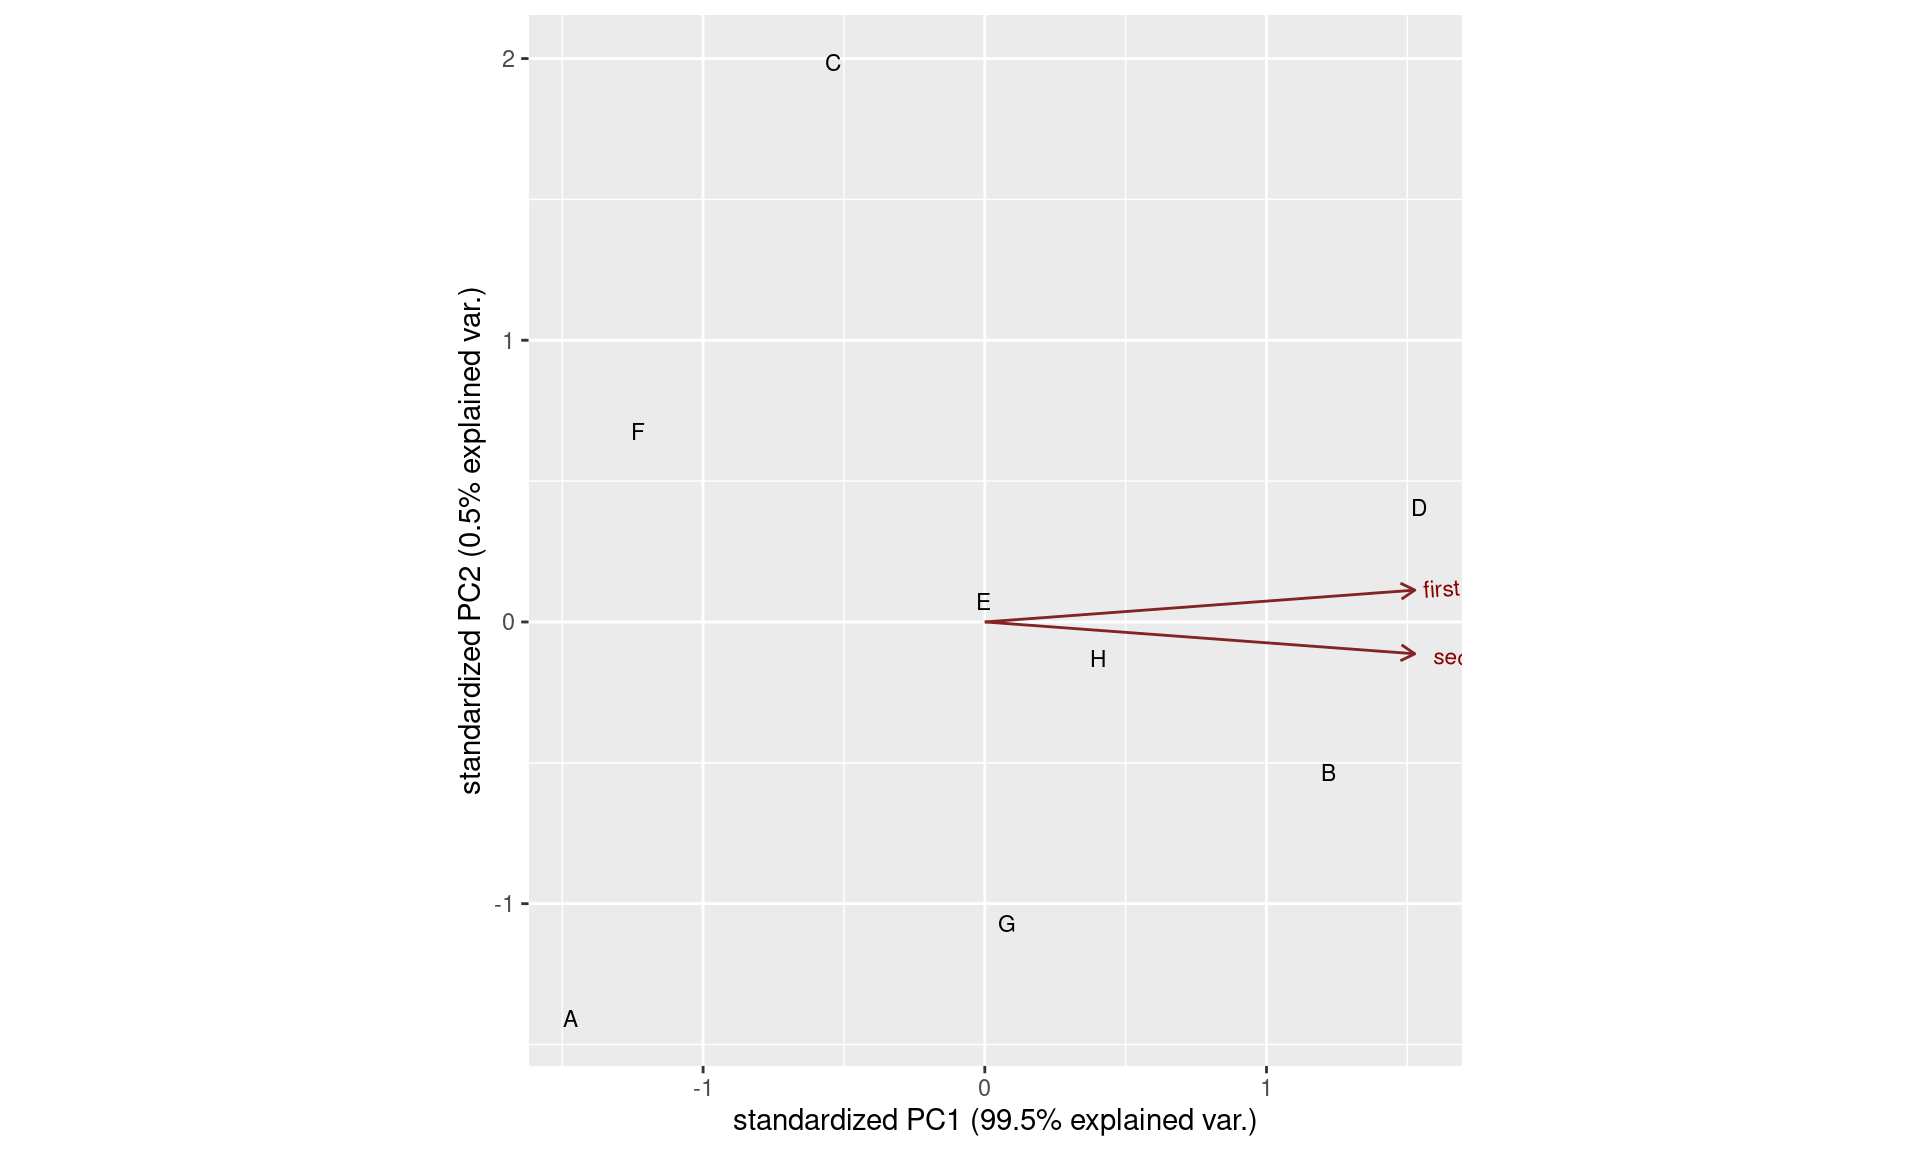 2
C
1
F
D
first
E
0
H
B
-1
G
A
-1 0 1
standardized PC1 (99.5% explained var.)
standardized PC2 (0.5% explained var.)